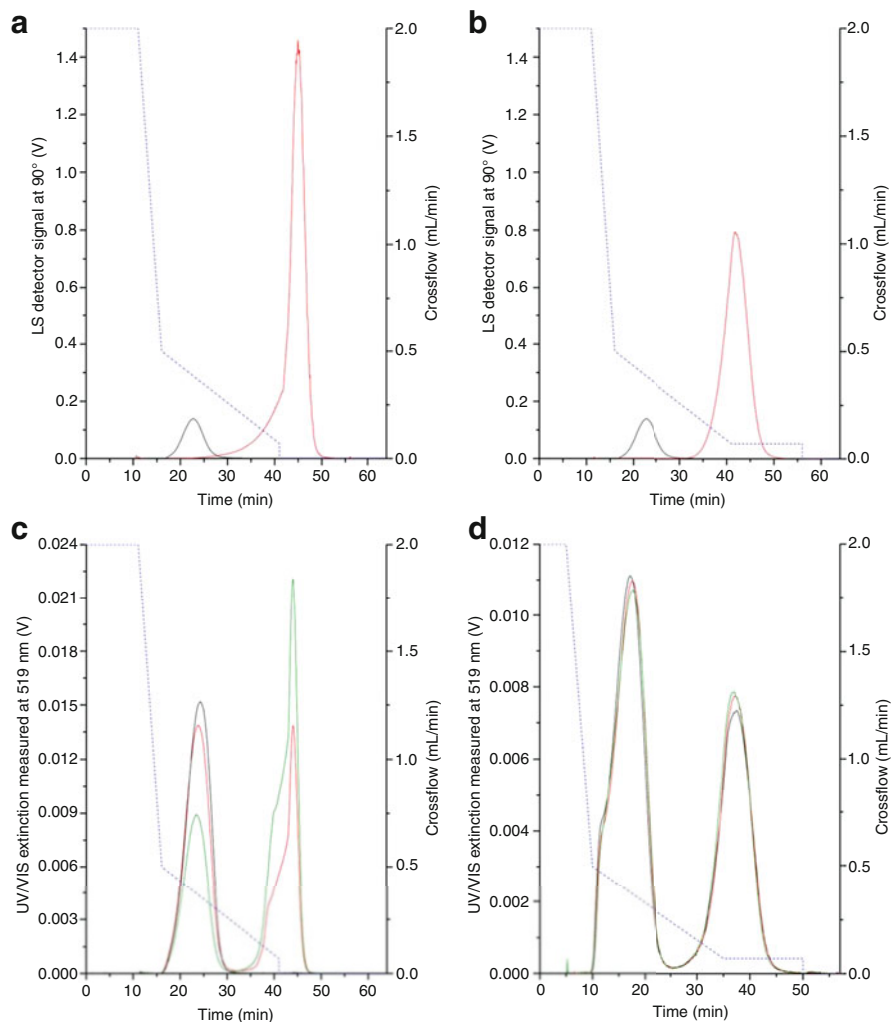 a
1.4
1.2
1.0
0.8
0.6
0.4
0.2
0.0
LS detector signal at 90° (V)
0 10 20 30 40 50 60
Time (min)
2.0
1.5
1.0
0.5
0.0
Crossflow (mL/min)
b
1.4
1.2
1.0
0.8
0.6
0.4
0.2
0.0
LS detector signal at 90° (V)
0 10 20 30 40 50 60
Time (min)
2.0
1.5
1.0
0.5
0.0
Crossflow (mL/min)
c
0.024
0.021
0.018
0.015
0.012
0.009
0.006
0.003
0.000
UV/VIS extinction measured at 519 nm (V)
0 10 20 30 40 50 60
Time (min)
2.0
1.5
1.0
0.5
0.0
Crossflow (mL/min)
d
0.012
0.010
0.008
0.006
0.004
0.002
0.000
UV/VIS extinction measured at 519 nm (V)
0 10 20 30 40 50
Time (min)
2.0
1.5
1.0
0.5
0.0
Crossflow (mL/min)